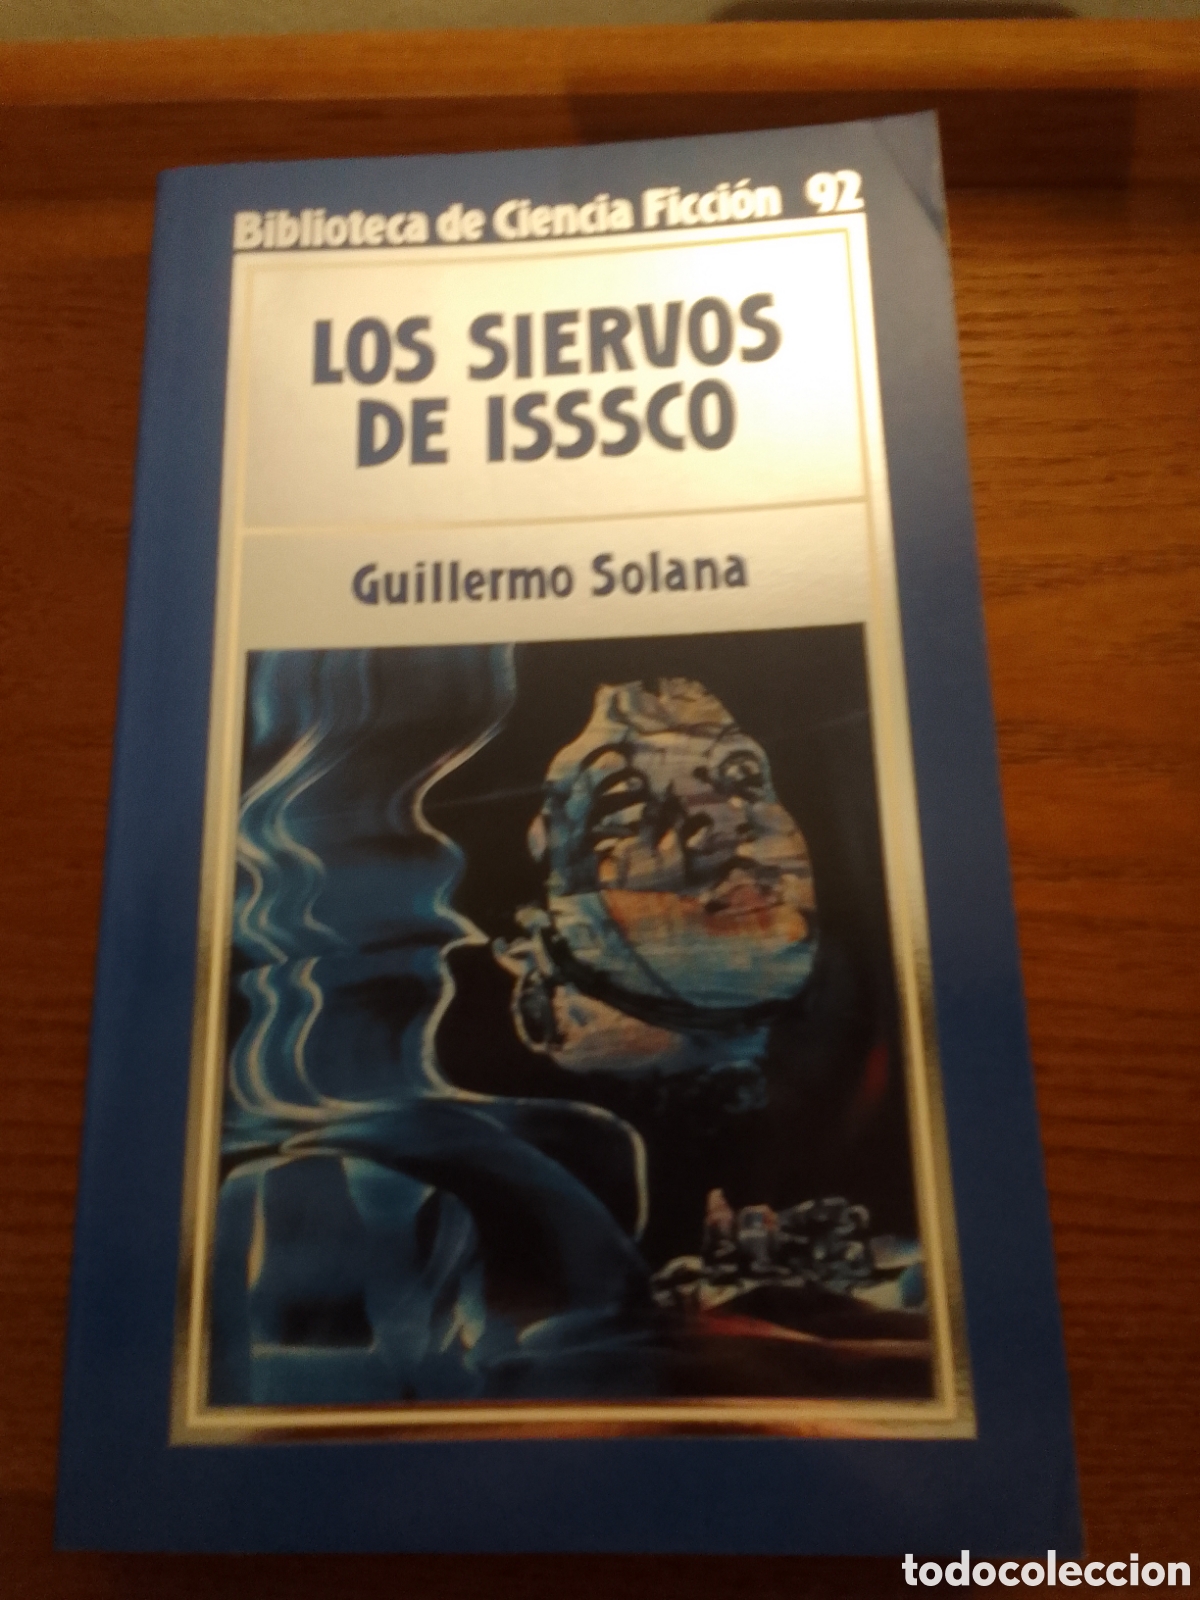 Biblioteca de Ciencia Ficción 92
LOS SIERVOS
DE ISSSCO
Guillermo Solana
todocoleccion